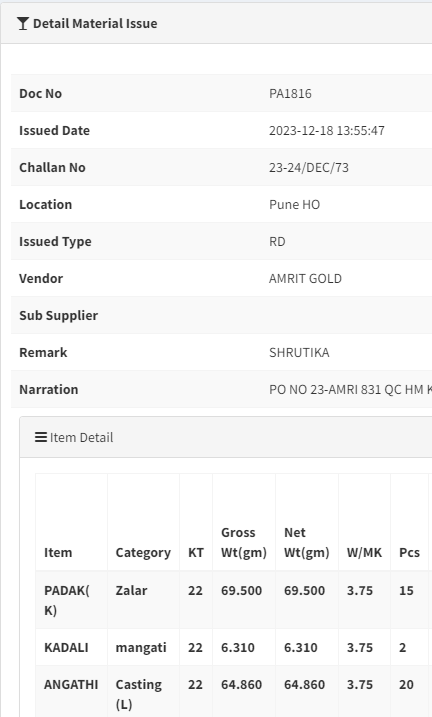 Detail Material Issue
Doc No PA1816
Issued Date 2023-12-18 13:55:47
Challan No 23-24/DEC/73
Location Pune HO
Issued Type RD
Vendor AMRIT GOLD
Sub Supplier
Remark SHRUTIKA
Narration PO NO 23-AMRI 831 QC HM K
Item Detail
Item Category KT Gross Wt(gm) Net Wt(gm) W/MK Pcs
PADAK(K) Zalar 22 69.500 69.500 3.75 15
KADALI mangati 22 6.310 6.310 3.75 2
ANGATHI Casting (L) 22 64.860 64.860 3.75 20